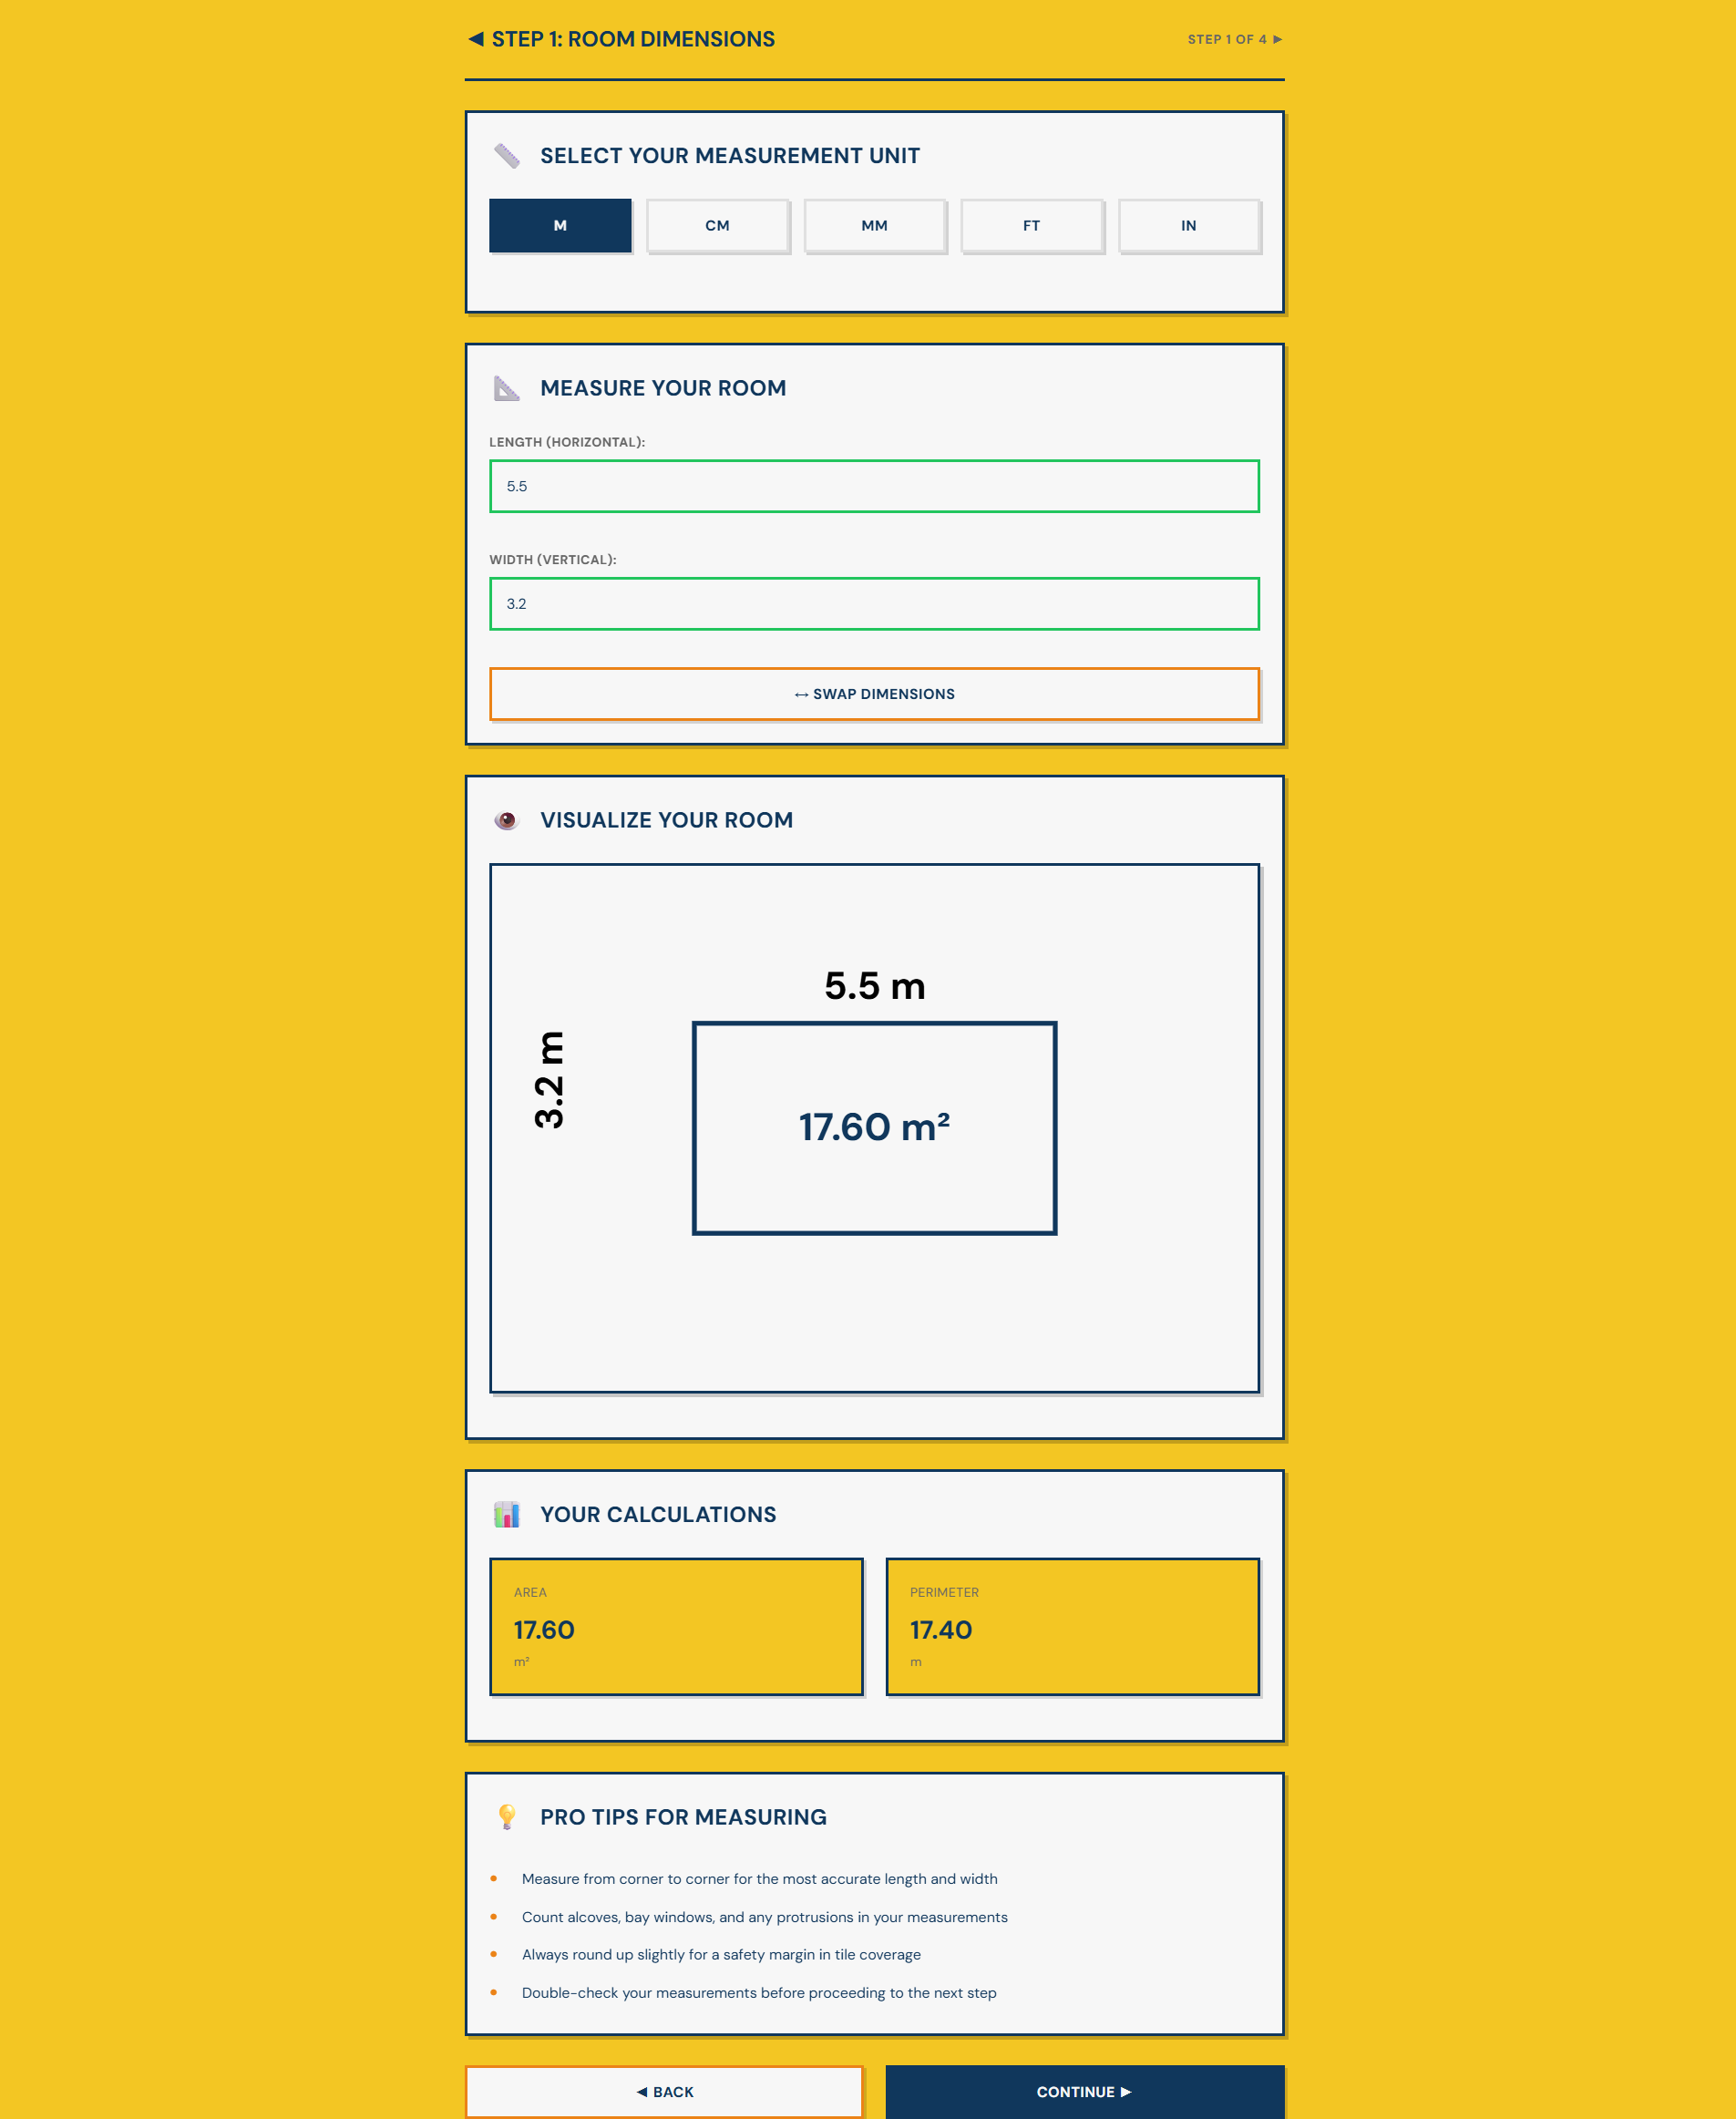 ◀ STEP 1: ROOM DIMENSIONS
STEP 1 OF 4 ▶
SELECT YOUR MEASUREMENT UNIT
M CM MM FT IN
MEASURE YOUR ROOM
LENGTH (HORIZONTAL):
5.5
WIDTH (VERTICAL):
3.2
↔ SWAP DIMENSIONS
VISUALIZE YOUR ROOM
5.5 m
3.2 m
17.60 m²
YOUR CALCULATIONS
AREA
17.60
m²
PERIMETER
17.40
m
PRO TIPS FOR MEASURING
Measure from corner to corner for the most accurate length and width
Count alcoves, bay windows, and any protrusions in your measurements
Always round up slightly for a safety margin in tile coverage
Double-check your measurements before proceeding to the next step
◀ BACK
CONTINUE ▶